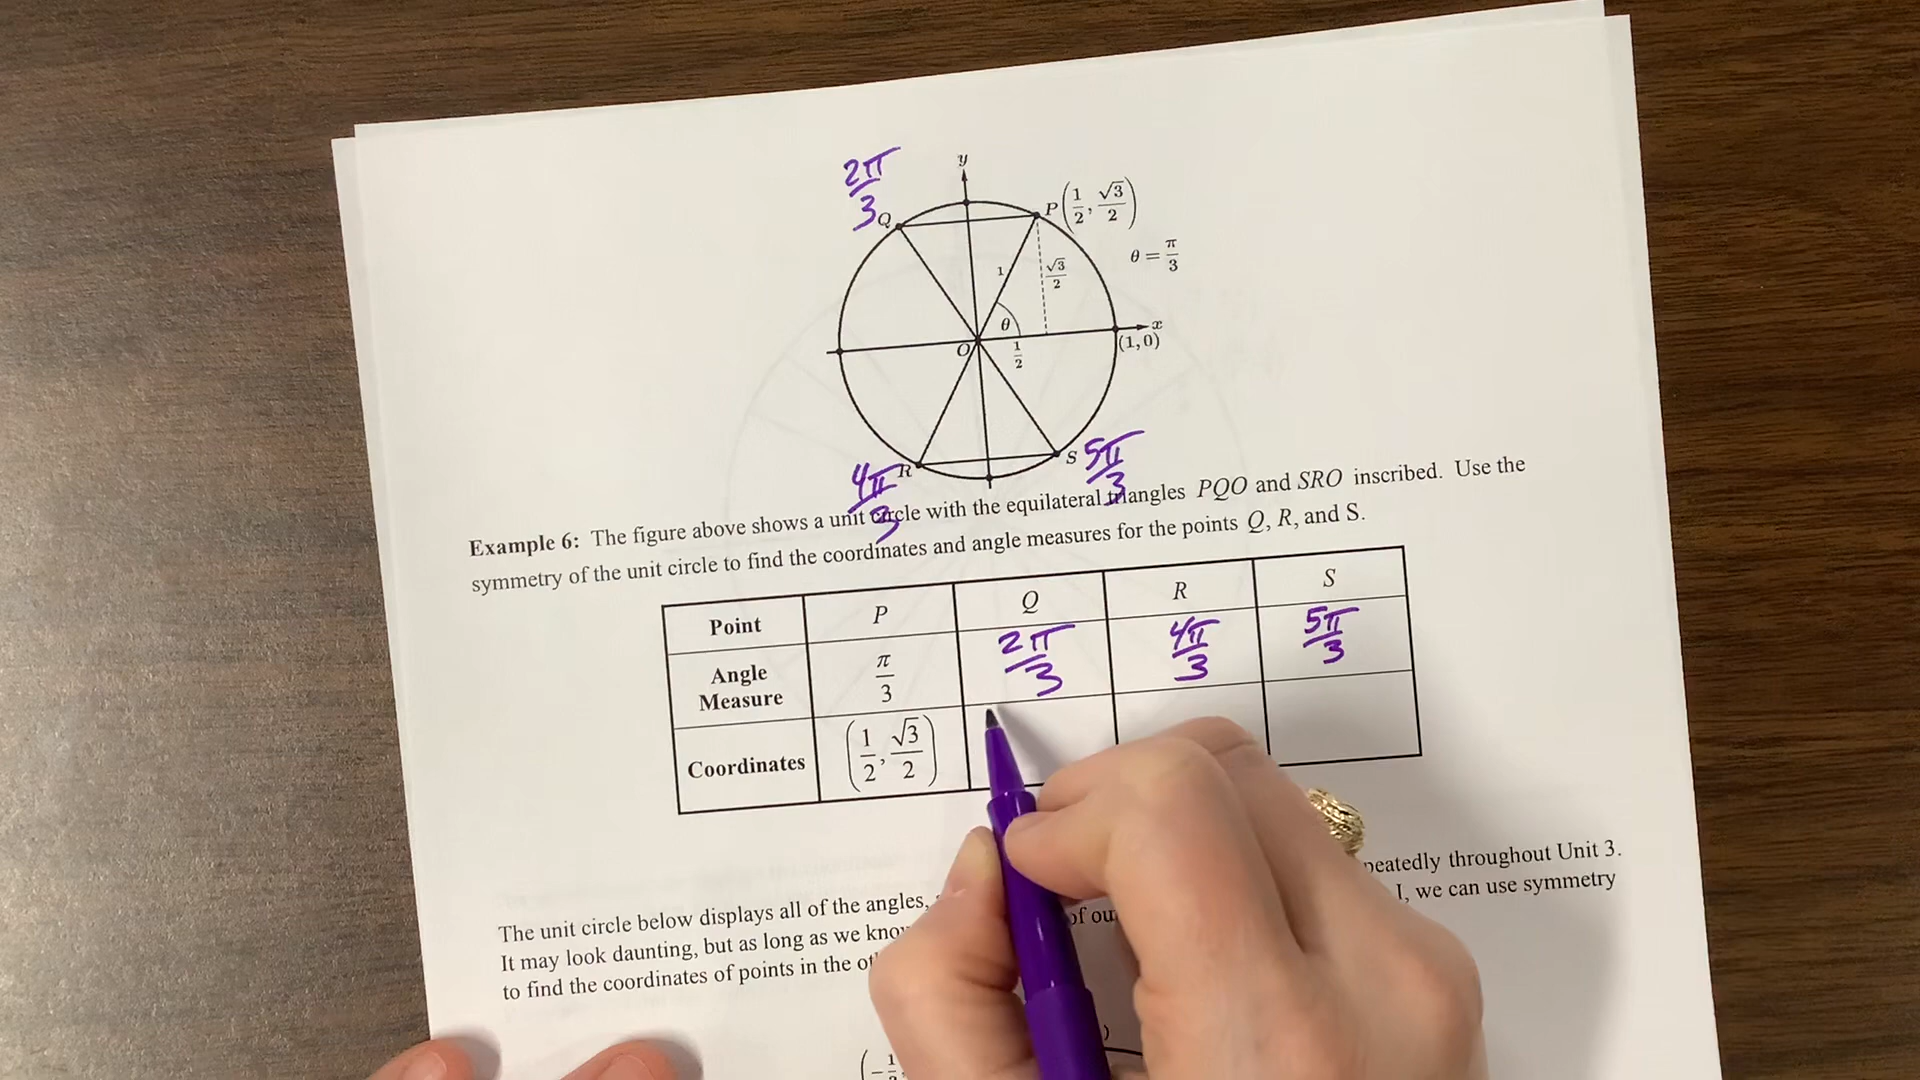 2π/3
y
Q
P(1/2, √3/2)
θ = π/3
1
√3/2
θ
x
O
1/2
(1,0)
R
4π/3
S
5π/3
Example 6: The figure above shows a unit circle with the equilateral triangles PQO and SRO inscribed. Use the
symmetry of the unit circle to find the coordinates and angle measures for the points Q, R, and S.
Point P Q R S
Angle Measure π/3 2π/3 4π/3 5π/3
Coordinates (1/2, √3/2)
The unit circle below displays all of the angles, peatedly throughout Unit 3.
It may look daunting, but as long as we know of ou I, we can use symmetry
to find the coordinates of points in the ot